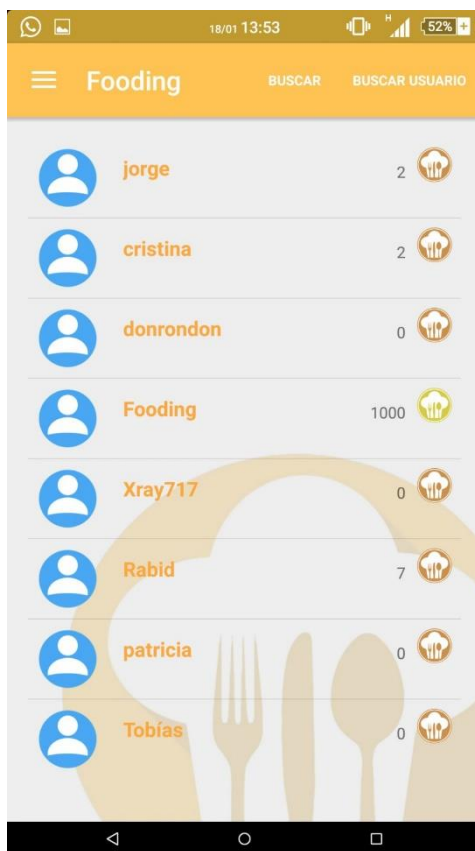 18/01 13:53 H 52%
Fooding BUSCAR BUSCAR USUARIO
jorge 2
cristina 2
donrondon 0
Fooding 1000
Xray717 0
Rabid 7
patricia 0
Tobías 0